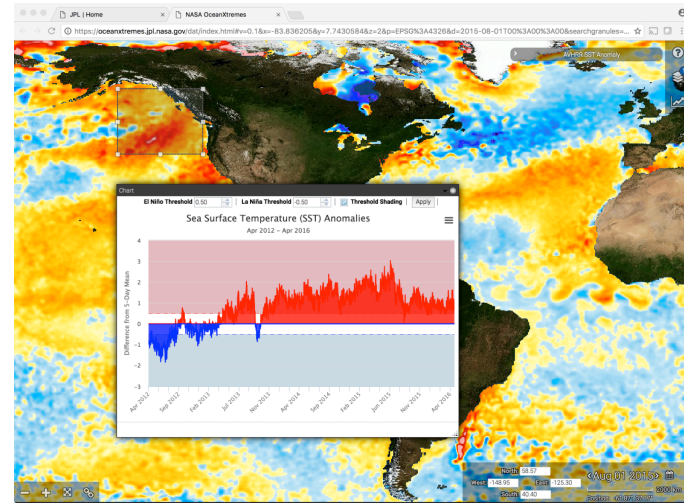 JPL | Home
NASA OceanXtremes
https://oceanxtremes.jpl.nasa.gov/dat/index.html#v=0.1&x=-83.836205&y=7.7430584&z=2&p=EPSG%3A4326&d=2015-08-01T00%3A00%3A00&searchgranules=...
AVHRR SST Anomaly
?
Chart
El Niño Threshold 0.50 | La Niña Threshold -0.50 | Threshold Shading | Apply
Sea Surface Temperature (SST) Anomalies
Apr 2012 – Apr 2016
Difference from 5-Day Mean
4
3
2
1
0
-1
-2
-3
Apr 2012
Sep 2012
Feb 2013
Jul 2013
Nov 2013
Apr 2014
Sep 2014
Feb 2015
Jun 2015
Nov 2015
Apr 2016
North: 58.57
West: -148.95 East: -125.30
South: 40.40
Aug 01 2015
2000 km
Position: